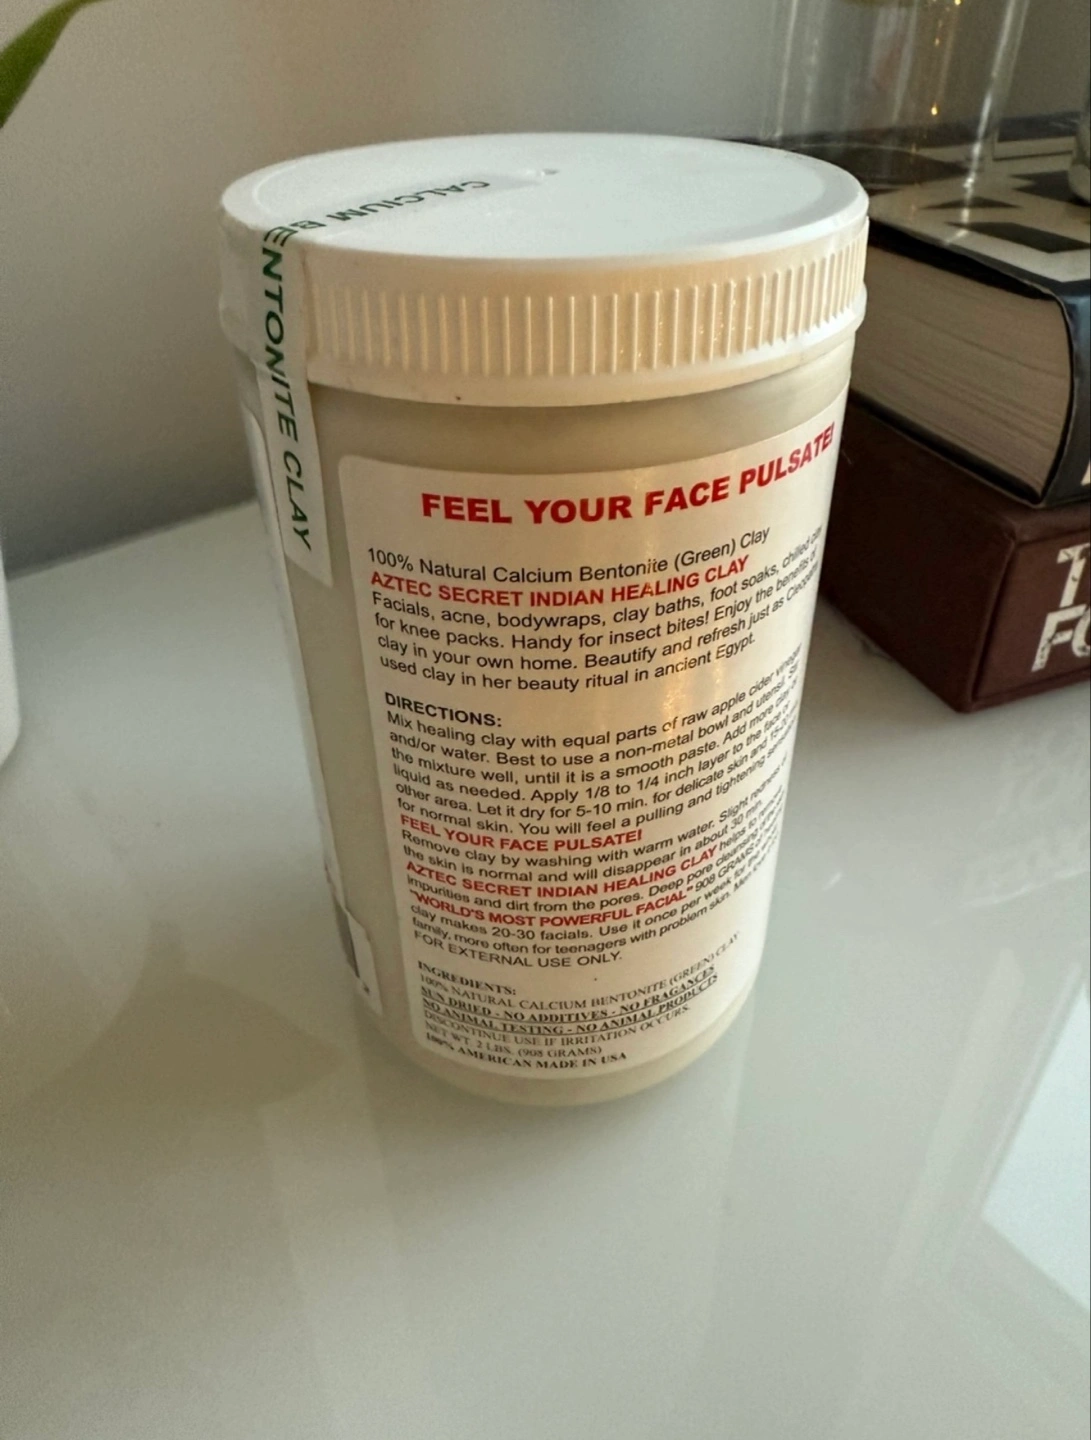 CALCIUM BENTONITE CLAY
FEEL YOUR FACE PULSATE!
100% Natural Calcium Bentonite (Green) Clay
AZTEC SECRET INDIAN HEALING CLAY
Facials, acne, bodywraps, clay baths, foot soaks, chilled clay
for knee packs. Handy for insect bites! Enjoy the benefits of
clay in your own home. Beautify and refresh just as Cleopatra
used clay in her beauty ritual in ancient Egypt.
DIRECTIONS:
Mix healing clay with equal parts of raw apple cider vinegar
and/or water. Best to use a non-metal bowl and utensil. Stir
the mixture well, until it is a smooth paste. Add more clay or
liquid as needed. Apply 1/8 to 1/4 inch layer to the face or
other area. Let it dry for 5-10 min. for delicate skin and 15-20
for normal skin. You will feel a pulling and tightening
FEEL YOUR FACE PULSATE!
Remove clay by washing with warm water. Slight redness of
the skin is normal and will disappear in about 30 min.
AZTEC SECRET INDIAN HEALING CLAY helps to
impurities and dirt from the pores. Deep pore cleansing
"WORLD'S MOST POWERFUL FACIAL" 908 GRAMS of
clay makes 20-30 facials. Use it once per week for the
family, more often for teenagers with problem skin. Men
FOR EXTERNAL USE ONLY.
INGREDIENTS:
100% NATURAL CALCIUM BENTONITE (GREEN) CLAY
SUN DRIED - NO ADDITIVES - NO FRAGANCES
NO ANIMAL TESTING - NO ANIMAL PRODUCTS
DISCONTINUE USE IF IRRITATION OCCURS.
NET WT. 2 LBS. (908 GRAMS)
100% AMERICAN MADE IN USA